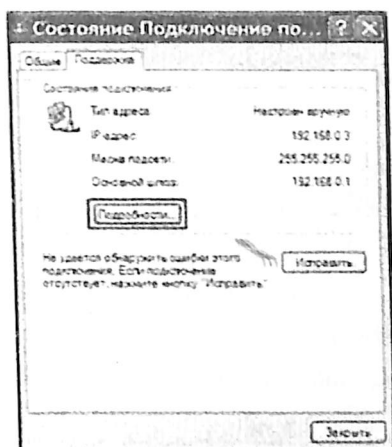 Состояние Подключение по...
Общие Поддержка
Состояние подключения
Тип адреса: Настроен вручную
IP-адрес: 192.168.0.3
Маска подсети: 255.255.255.0
Основной шлюз: 192.168.0.1
Подробности...
Не удается обнаружить ошибки этого
подключения. Если подключение
отсутствует, нажмите кнопку "Исправить".
Исправить
Закрыть